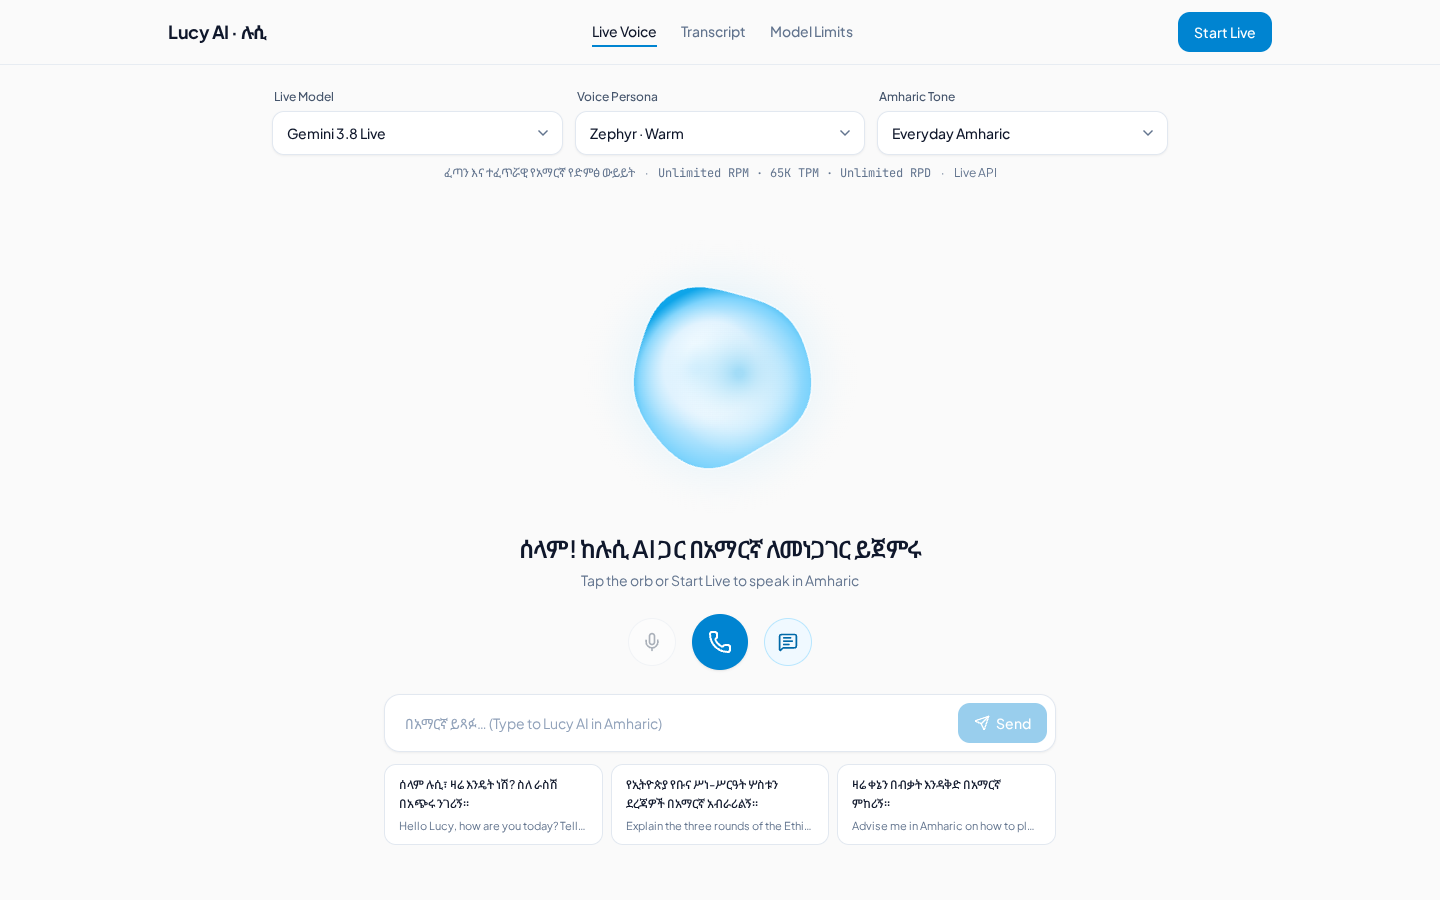 Lucy AI · ሉሲ
Live Voice
Transcript
Model Limits
Start Live
Live Model
Voice Persona
Amharic Tone
Gemini 3.8 Live
Zephyr · Warm
Everyday Amharic
ፈጣን እና ተፈጥሯዊ የአማርኛ የድምፅ ውይይት · Unlimited RPM · 65K TPM · Unlimited RPD · Live API
ሰላም! ከሉሲ AI ጋር በአማርኛ ለመነጋገር ይጀምሩ
Tap the orb or Start Live to speak in Amharic
በአማርኛ ይጻፉ... (Type to Lucy AI in Amharic)
Send
ሰላም ሉሲ፣ ዛሬ እንዴት ነሽ? ስለ ራስሽ
በአጭሩ ንገሪኝ።
Hello Lucy, how are you today? Tell...
የኢትዮጵያ የቡና ሥነ-ሥርዓት ሦስቱን
ደረጃዎች በአማርኛ አብራሪልኝ።
Explain the three rounds of the Ethi...
ዛሬ ቀኔን በብቃት እንዳቅድ በአማርኛ
ምከሪኝ።
Advise me in Amharic on how to pl...